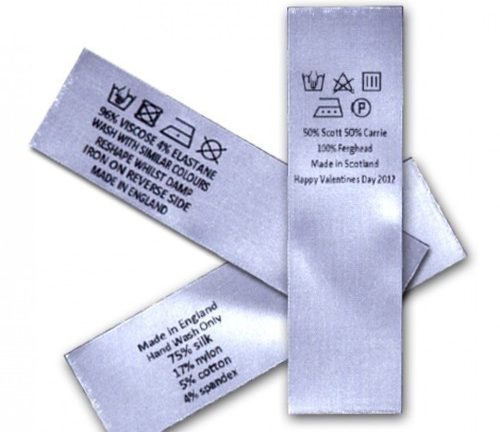 96% VISCOSE 4% ELASTANE
WASH WITH SIMILAR COLOURS
RESHAPE WHILST DAMP
IRON ON REVERSE SIDE
MADE IN ENGLAND
50% Scott 50% Carrie
100% Ferghead
Made in Scotland
Happy Valentines Day 2012
P
Made in England
Hand Wash Only
75% silk
17% nylon
5% cotton
4% spandex